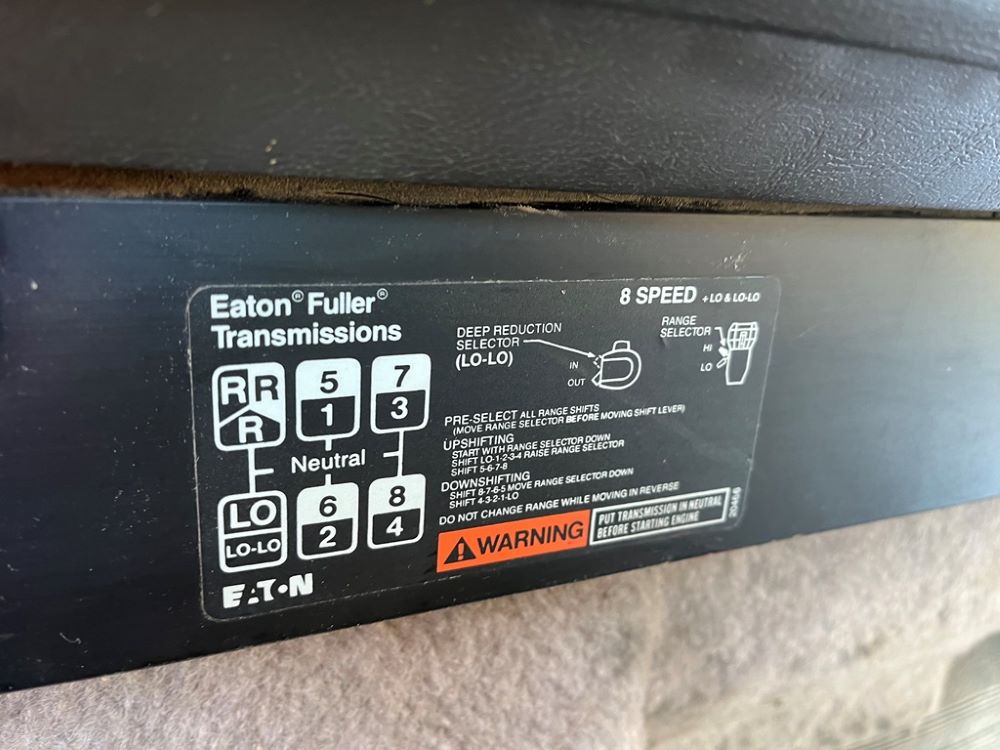 Eaton® Fuller®
Transmissions
8 SPEED + LO & LO-LO
DEEP REDUCTION
SELECTOR
(LO-LO)
IN
OUT
RANGE
SELECTOR
HI
LO
R R
R
5
1
7
3
Neutral
LO
LO-LO
6
2
8
4
PRE-SELECT ALL RANGE SHIFTS
(MOVE RANGE SELECTOR BEFORE MOVING SHIFT LEVER)
UPSHIFTING
START WITH RANGE SELECTOR DOWN
SHIFT LO-1-2-3-4 RAISE RANGE SELECTOR
SHIFT 5-6-7-8
DOWNSHIFTING
SHIFT 8-7-6-5 MOVE RANGE SELECTOR DOWN
SHIFT 4-3-2-1-LO
DO NOT CHANGE RANGE WHILE MOVING IN REVERSE
WARNING
PUT TRANSMISSION IN NEUTRAL
BEFORE STARTING ENGINE
20466
EATON